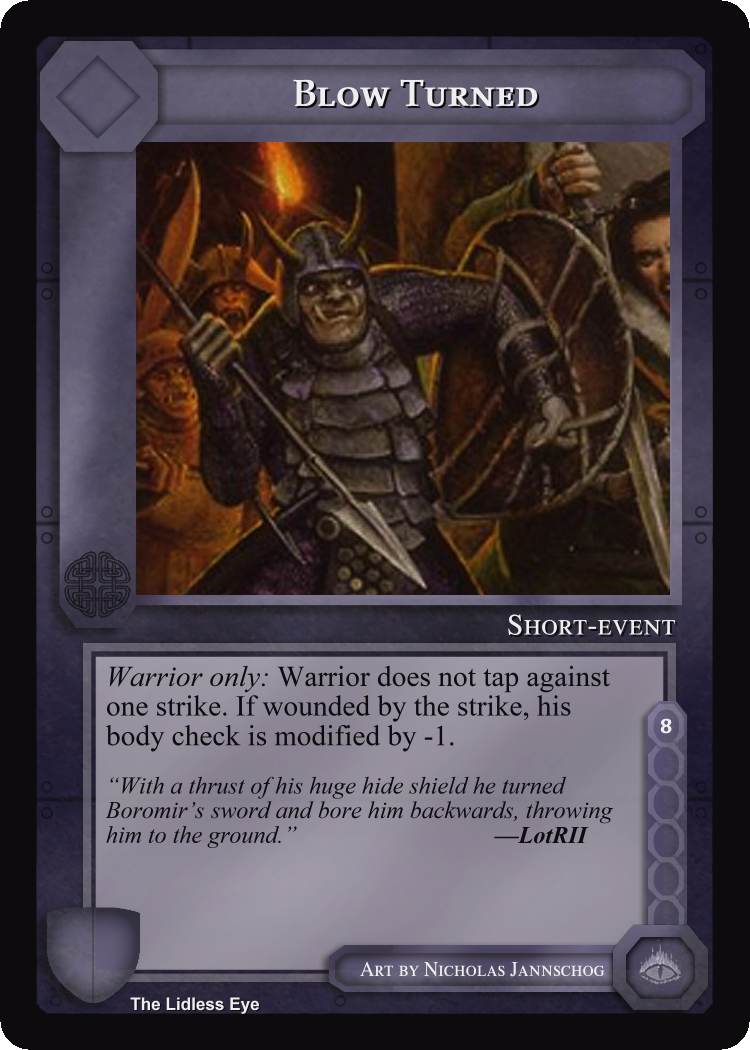 Blow Turned
Short-event
Warrior only: Warrior does not tap against
one strike. If wounded by the strike, his
body check is modified by -1.
8
“With a thrust of his huge hide shield he turned
Boromir’s sword and bore him backwards, throwing
him to the ground.” —LotRII
Art by Nicholas Jannschog
The Lidless Eye